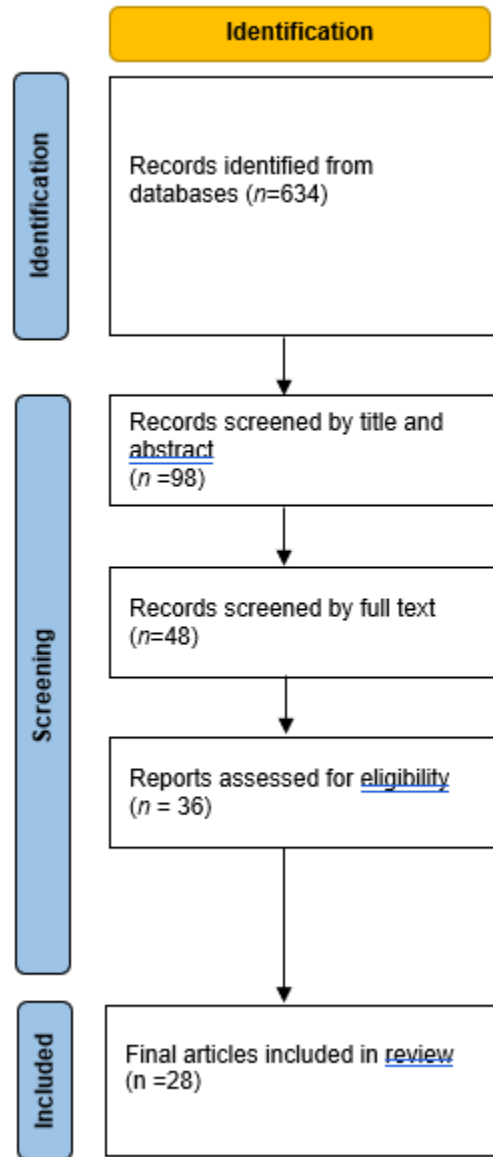 Identification
Identification
Records identified from
databases (n=634)
Screening
Records screened by title and
abstract
(n =98)
Records screened by full text
(n=48)
Reports assessed for eligibility
(n = 36)
Included
Final articles included in review
(n =28)